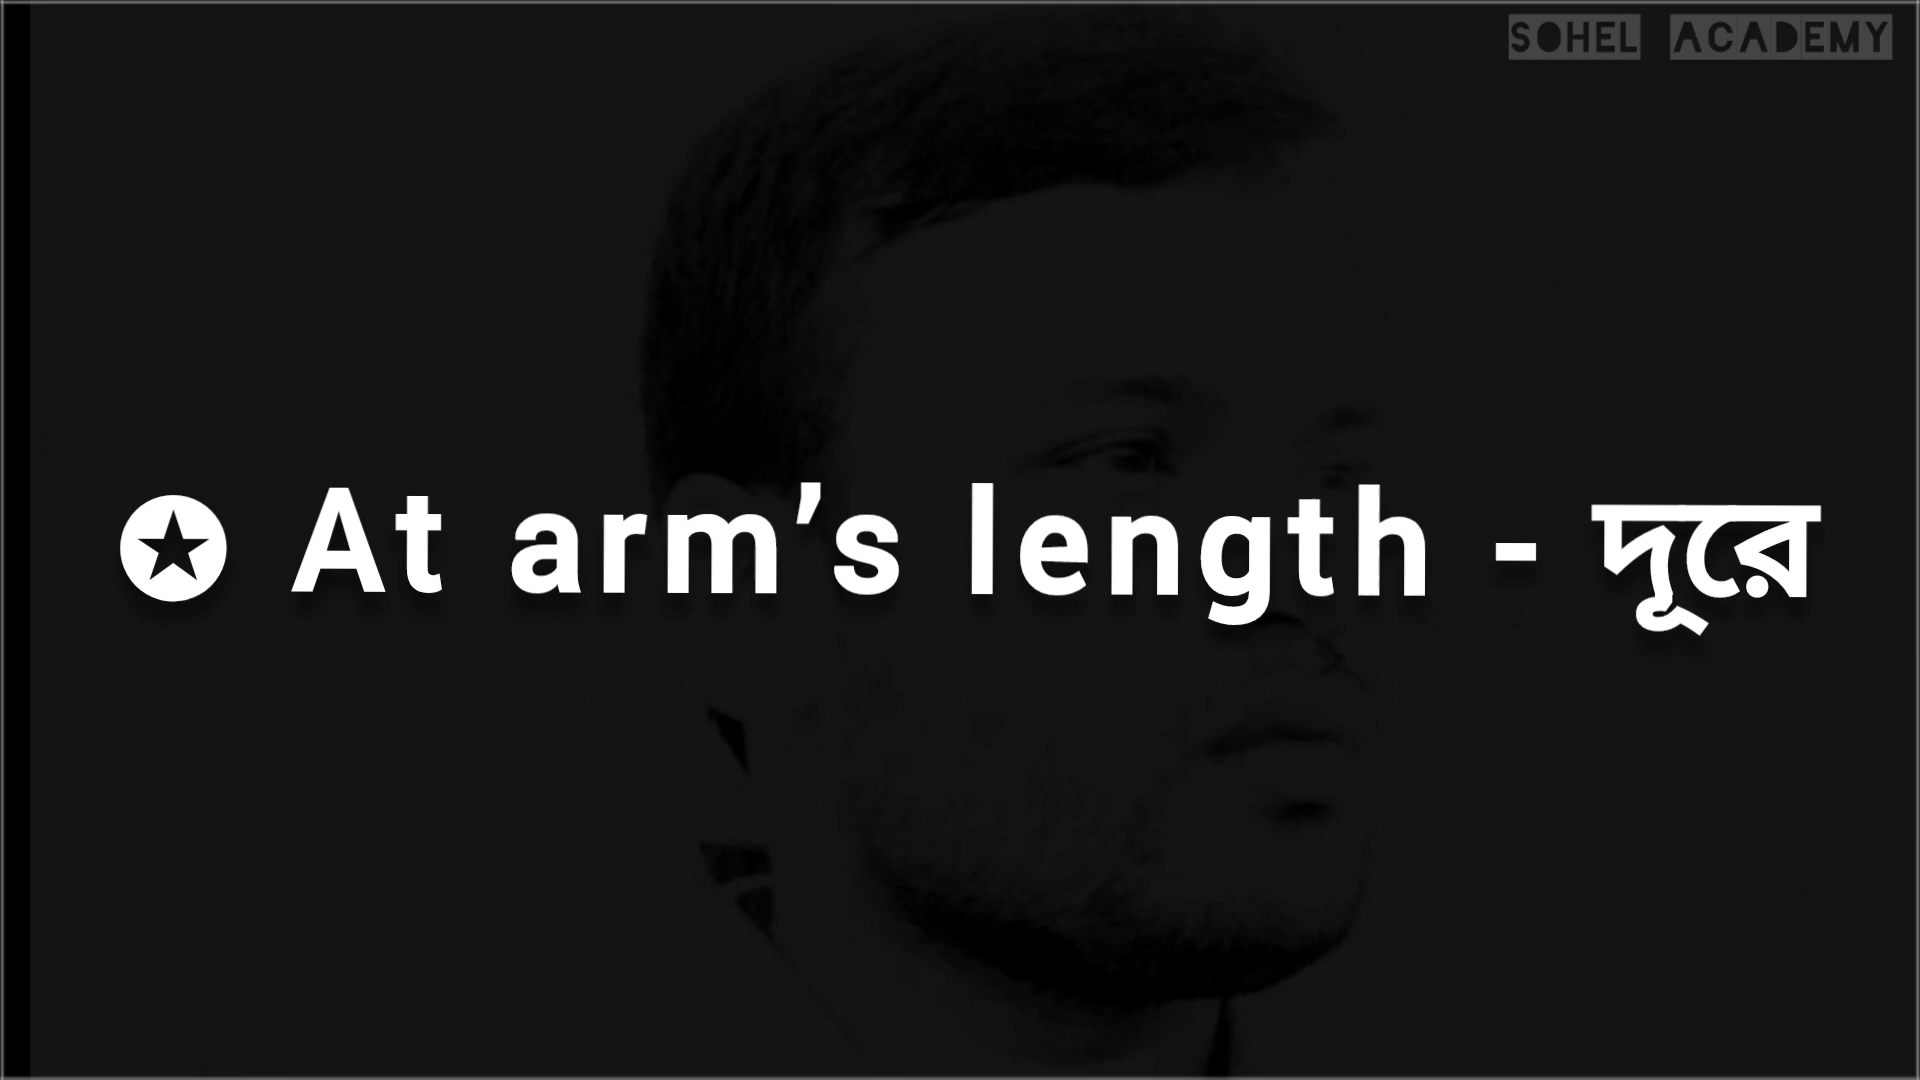 SOHEL ACADEMY
✪ At arm’s length - দূরে